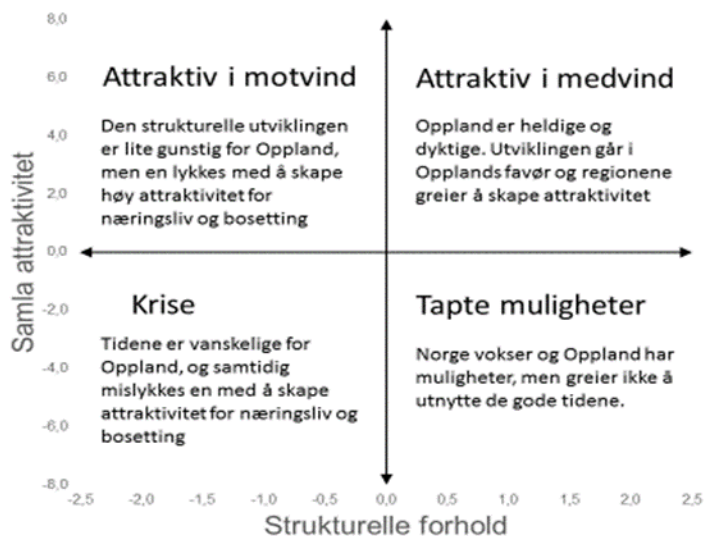 8,0
6,0
4,0
2,0
0,0
-2,0
-4,0
-6,0
-8,0
Samla attraktivitet
Attraktiv i motvind
Den strukturelle utviklingen
er lite gunstig for Oppland,
men en lykkes med å skape
høy attraktivitet for
næringsliv og bosetting
Attraktiv i medvind
Oppland er heldige og
dyktige. Utviklingen går i
Opplands favør og regionene
greier å skape attraktivitet
Krise
Tidene er vanskelige for
Oppland, og samtidig
mislykkes en med å skape
attraktivitet for næringsliv og
bosetting
Tapte muligheter
Norge vokser og Oppland har
muligheter, men greier ikke å
utnytte de gode tidene.
-2,5 -2,0 -1,5 -1,0 -0,5 0,0 0,5 1,0 1,5 2,0 2,5
Strukturelle forhold